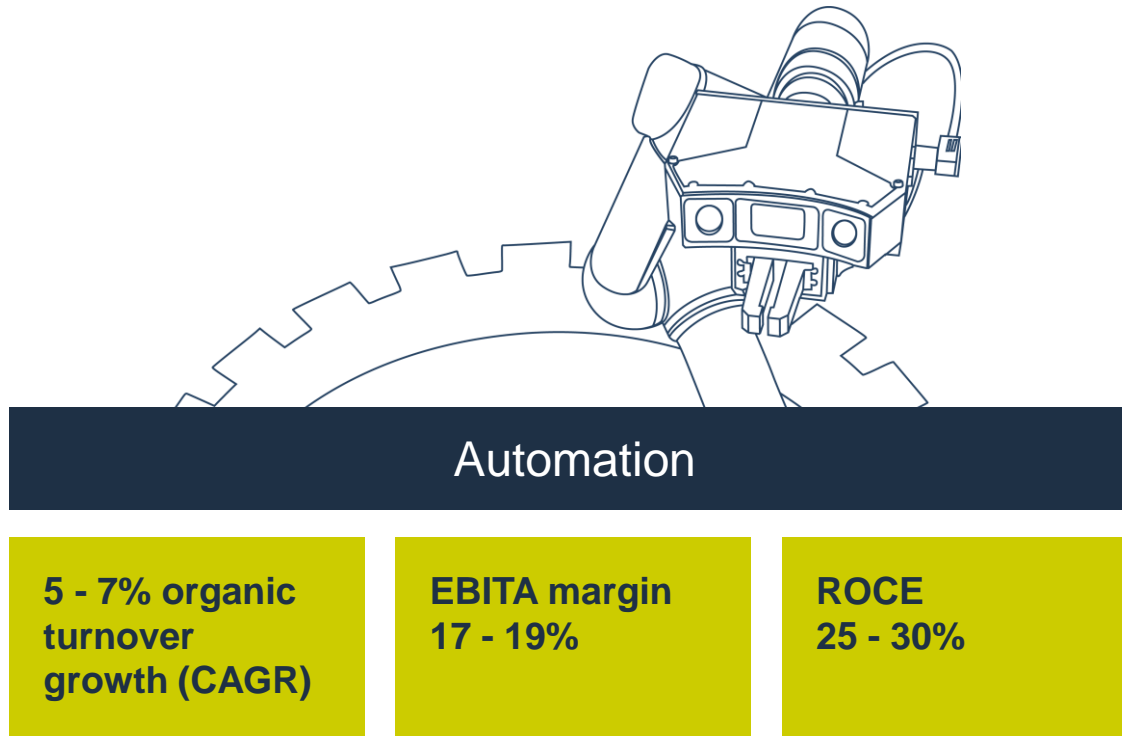 Automation
5 - 7% organic
turnover
growth (CAGR)
EBITA margin
17 - 19%
ROCE
25 - 30%